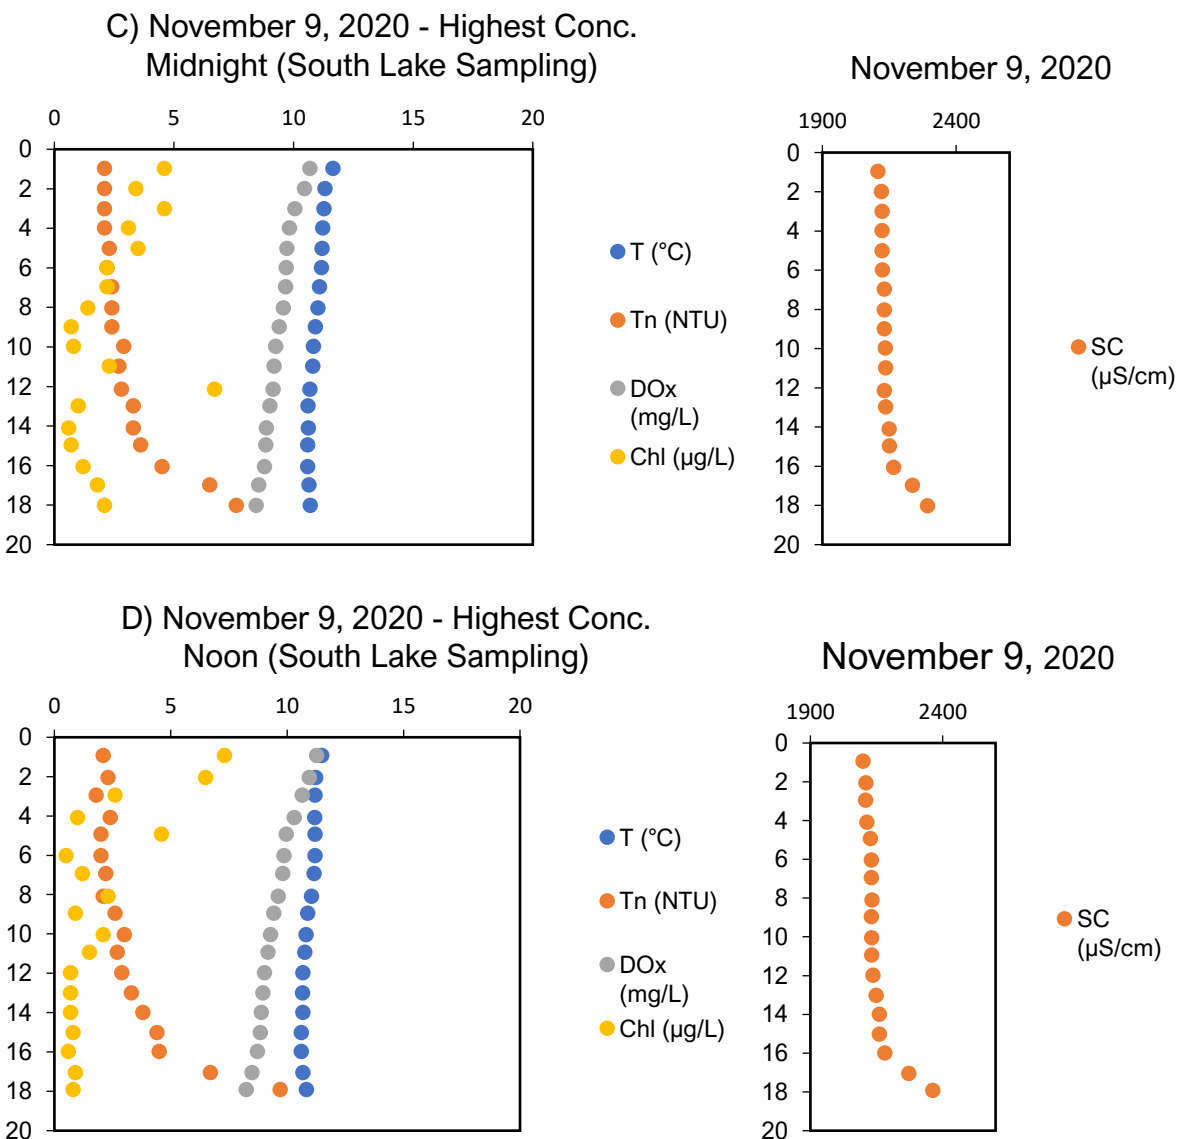 C) November 9, 2020 - Highest Conc.
Midnight (South Lake Sampling)
November 9, 2020
0 5 10 15 20
1900 2400
0
2
4
6
8
10
12
14
16
18
20
T (°C)
Tn (NTU)
DOx
(mg/L)
Chl (µg/L)
0
2
4
6
8
10
12
14
16
18
20
SC
(µS/cm)
D) November 9, 2020 - Highest Conc.
Noon (South Lake Sampling)
November 9, 2020
0 5 10 15 20
1900 2400
0
2
4
6
8
10
12
14
16
18
20
T (°C)
Tn (NTU)
DOx
(mg/L)
Chl (µg/L)
0
2
4
6
8
10
12
14
16
18
20
SC
(µS/cm)